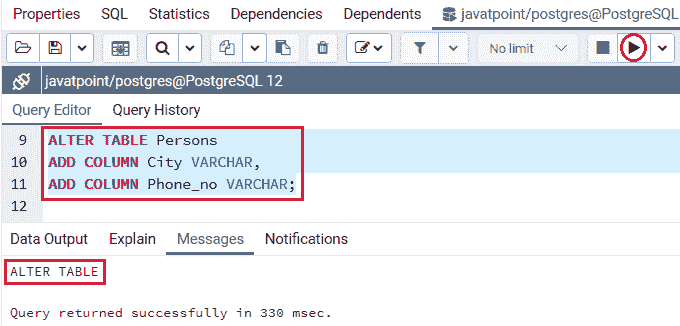 Properties SQL Statistics Dependencies Dependents javatpoint/postgres@PostgreSQL
No limit
javatpoint/postgres@PostgreSQL 12
Query Editor Query History
9 ALTER TABLE Persons
10 ADD COLUMN City VARCHAR,
11 ADD COLUMN Phone_no VARCHAR;
12
Data Output Explain Messages Notifications
ALTER TABLE
Query returned successfully in 330 msec.